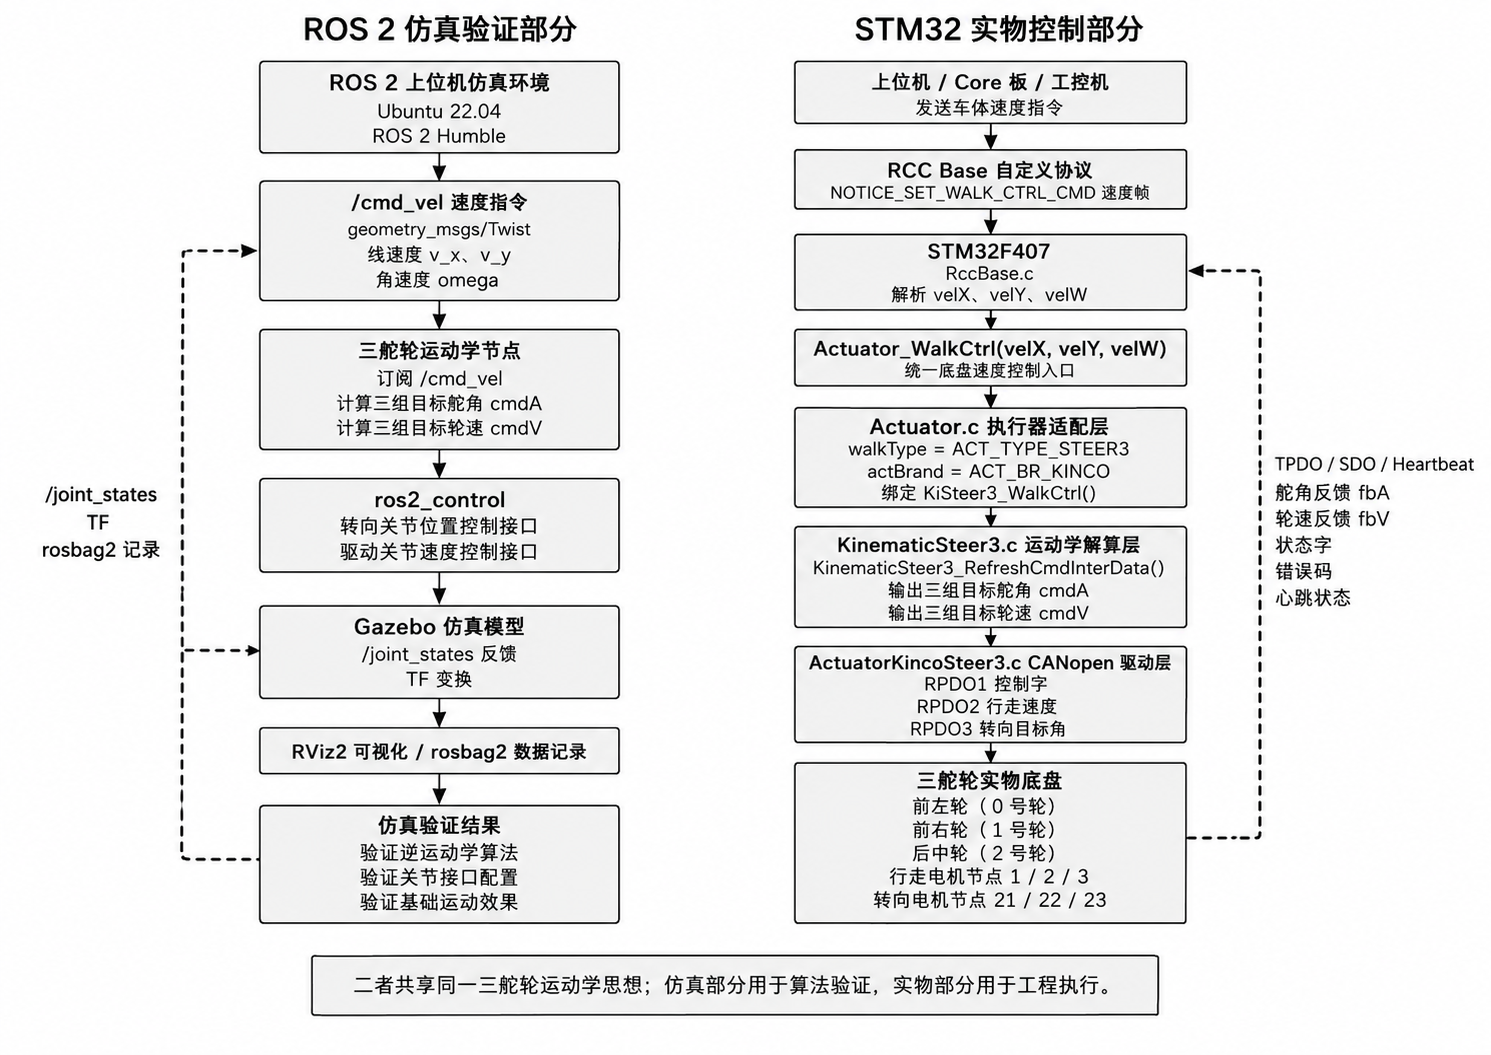 ROS 2 仿真验证部分
ROS 2 上位机仿真环境
Ubuntu 22.04
ROS 2 Humble
/cmd_vel 速度指令
geometry_msgs/Twist
线速度 v_x、v_y
角速度 omega
三舵轮运动学节点
订阅 /cmd_vel
计算三组目标舵角 cmdA
计算三组目标轮速 cmdV
ros2_control
转向关节位置控制接口
驱动关节速度控制接口
Gazebo 仿真模型
/joint_states 反馈
TF 变换
RViz2 可视化 / rosbag2 数据记录
仿真验证结果
验证逆运动学算法
验证关节接口配置
验证基础运动效果
/joint_states
TF
rosbag2 记录
STM32 实物控制部分
上位机 / Core 板 / 工控机
发送车体速度指令
RCC Base 自定义协议
NOTICE_SET_WALK_CTRL_CMD 速度帧
STM32F407
RccBase.c
解析 velX、velY、velW
Actuator_WalkCtrl(velX, velY, velW)
统一底盘速度控制入口
Actuator.c 执行器适配层
walkType = ACT_TYPE_STEER3
actBrand = ACT_BR_KINCO
绑定 KiSteer3_WalkCtrl()
KinematicSteer3.c 运动学解算层
KinematicSteer3_RefreshCmdInterData()
输出三组目标舵角 cmdA
输出三组目标轮速 cmdV
ActuatorKincoSteer3.c CANopen 驱动层
RPDO1 控制字
RPDO2 行走速度
RPDO3 转向目标角
三舵轮实物底盘
前左轮（ 0 号轮）
前右轮（ 1 号轮）
后中轮（ 2 号轮）
行走电机节点 1 / 2 / 3
转向电机节点 21 / 22 / 23
TPDO / SDO / Heartbeat
舵角反馈 fbA
轮速反馈 fbV
状态字
错误码
心跳状态
二者共享同一三舵轮运动学思想；仿真部分用于算法验证，实物部分用于工程执行。